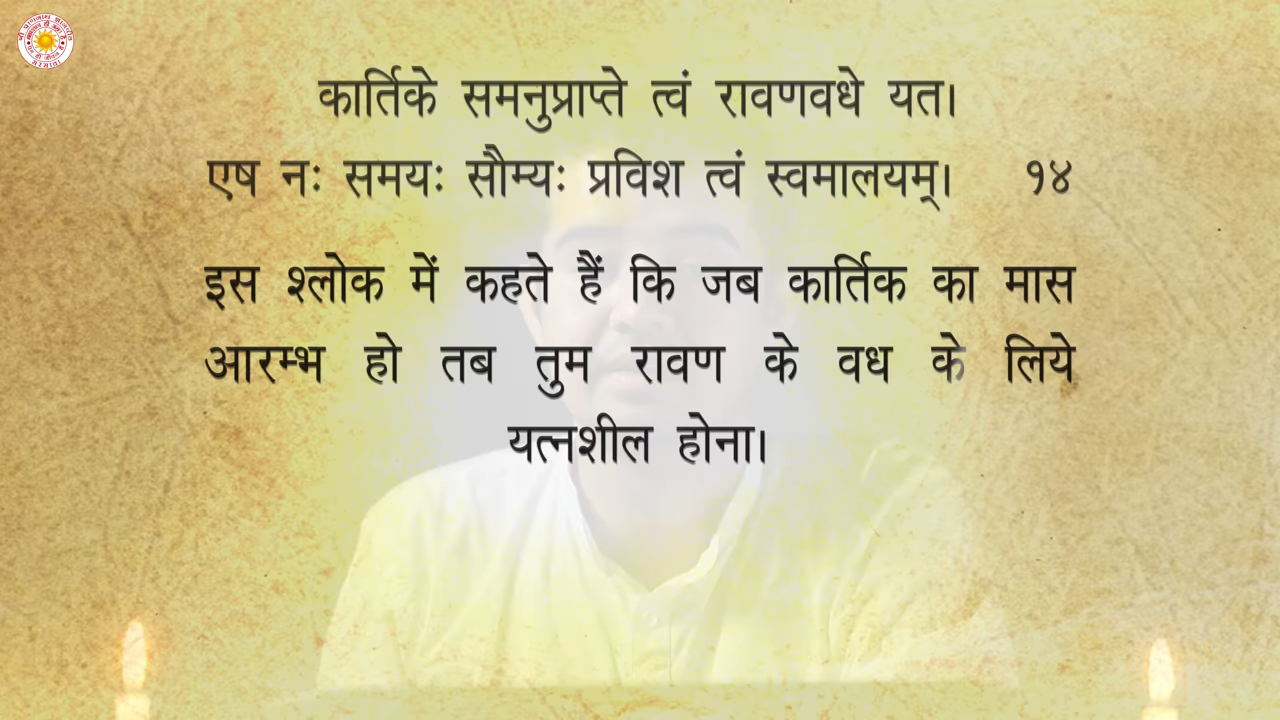 कार्तिके समनुप्राप्ते त्वं रावणवधे यत।
एष नः समयः सौम्यः प्रविश त्वं स्वमालयम्। १४
इस श्लोक में कहते हैं कि जब कार्तिक का मास
आरम्भ हो तब तुम रावण के वध के लिये
यत्नशील होना।